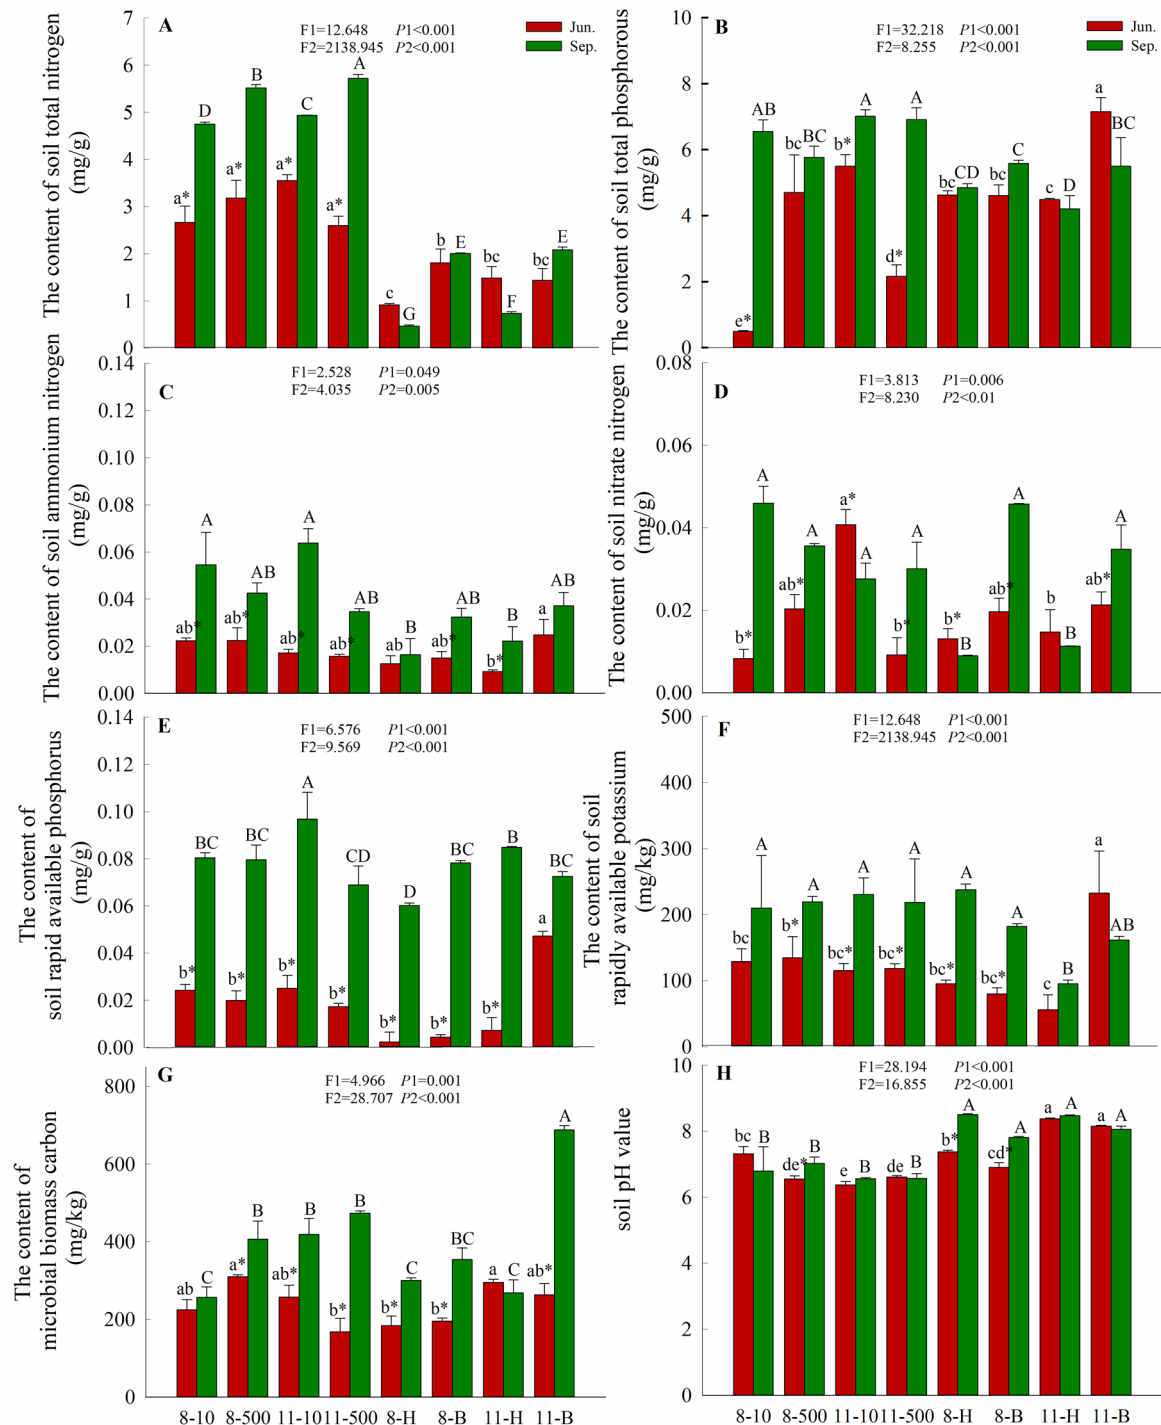 A
F1=12.648 P1<0.001
F2=2138.945 P2<0.001
Jun.
Sep.
The content of soil total nitrogen
(mg/g)
7
6
5
4
3
2
1
0
a* D a* B a* C a* A c G b E bc F bc E
B
F1=32.218 P1<0.001
F2=8.255 P2<0.001
Jun.
Sep.
The content of soil total phosphorous
(mg/g)
10
8
6
4
2
0
e* AB bc BC b* A d* A bc CD bc C c D a BC
C
F1=2.528 P1=0.049
F2=4.035 P2=0.005
The content of soil ammonium nitrogen
(mg/g)
0.14
0.12
0.10
0.08
0.06
0.04
0.02
0.00
ab* A ab* AB ab* A ab* AB ab B ab* AB b* B a AB
D
F1=3.813 P1=0.006
F2=8.230 P2<0.01
The content of soil nitrate nitrogen
(mg/g)
0.08
0.06
0.04
0.02
0.00
b* A ab* A a* A b* A b* B ab* A b B ab* A
E
F1=6.576 P1<0.001
F2=9.569 P2<0.001
The content of
soil rapid available phosphorus
(mg/g)
0.14
0.12
0.10
0.08
0.06
0.04
0.02
0.00
b* BC b* BC b* A b* CD b* D b* BC b* B a BC
F
F1=12.648 P1<0.001
F2=2138.945 P2<0.001
The content of soil
rapidly available potassium
(mg/kg)
500
400
300
200
100
0
bc A b* A bc* A bc* A bc* A bc* A c B a AB
G
F1=4.966 P1=0.001
F2=28.707 P2<0.001
The content of
microbial biomass carbon
(mg/kg)
800
600
400
200
0
ab C a* B ab* B b* B b* C b* BC a C ab* A
8-10 8-500 11-10 11-500 8-H 8-B 11-H 11-B
H
F1=28.194 P1<0.001
F2=16.855 P2<0.001
soil pH value
10
8
6
4
2
0
bc B de* B e B de B b* A cd* A a A a A
8-10 8-500 11-10 11-500 8-H 8-B 11-H 11-B